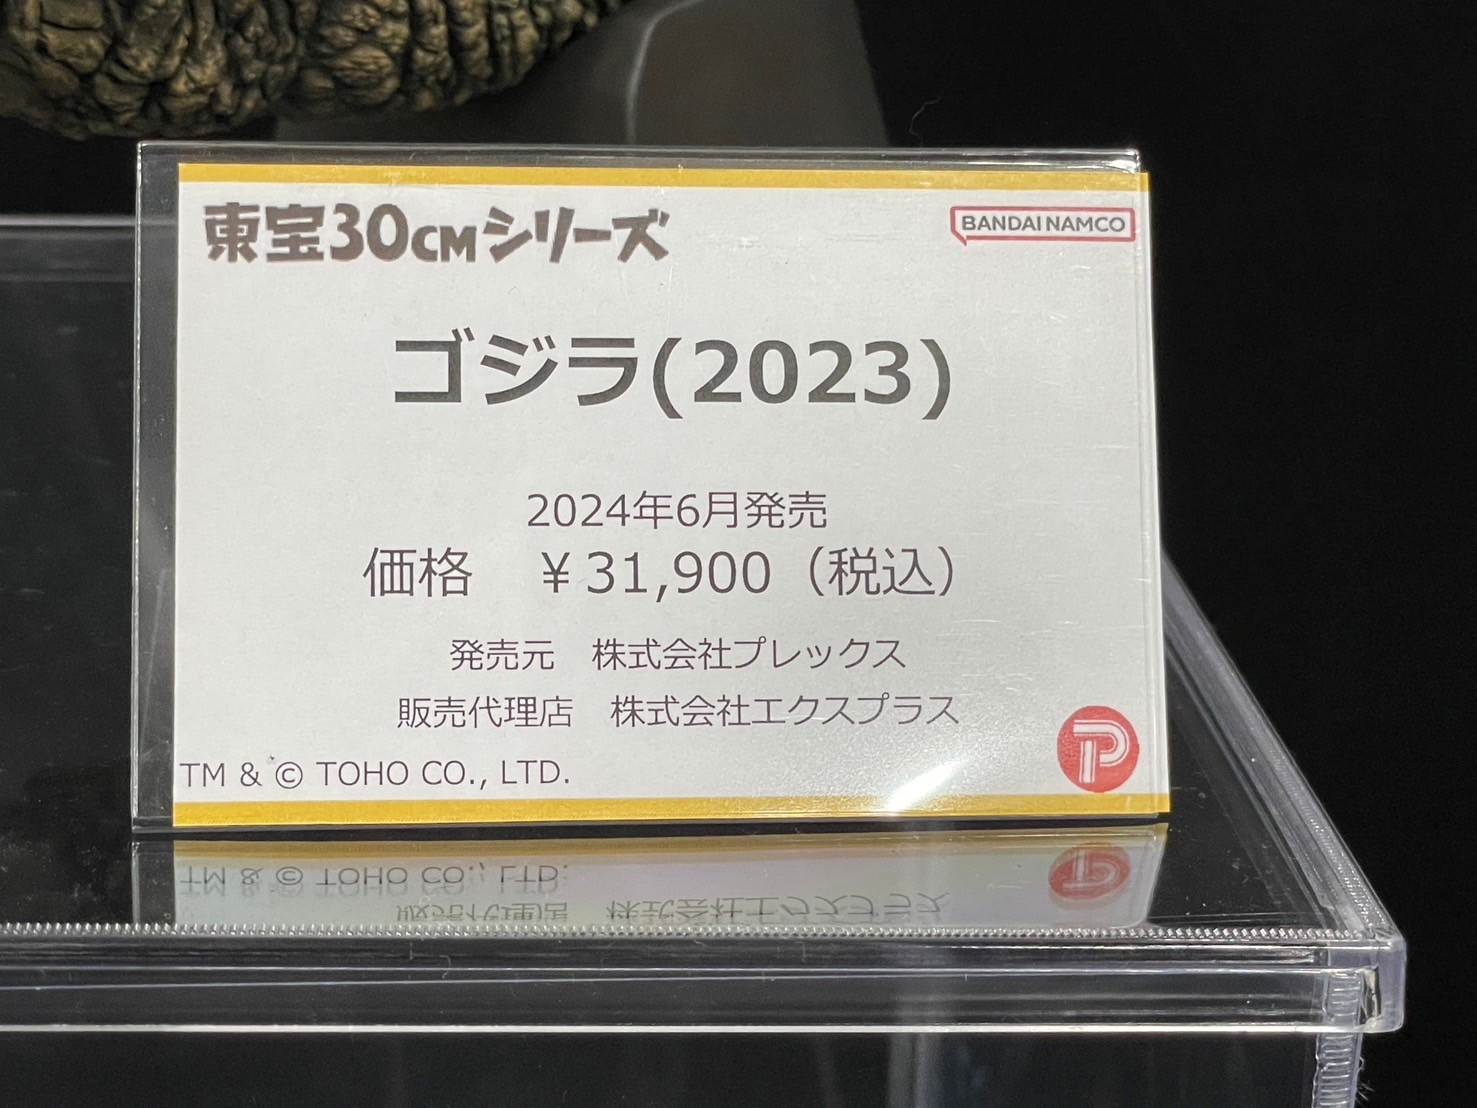 東宝30CMシリーズ
BANDAI NAMCO
ゴジラ(2023)
2024年6月発売
価格　￥31,900（税込）
発売元　株式会社プレックス
販売代理店　株式会社エクスプラス
TM & © TOHO CO., LTD.
P